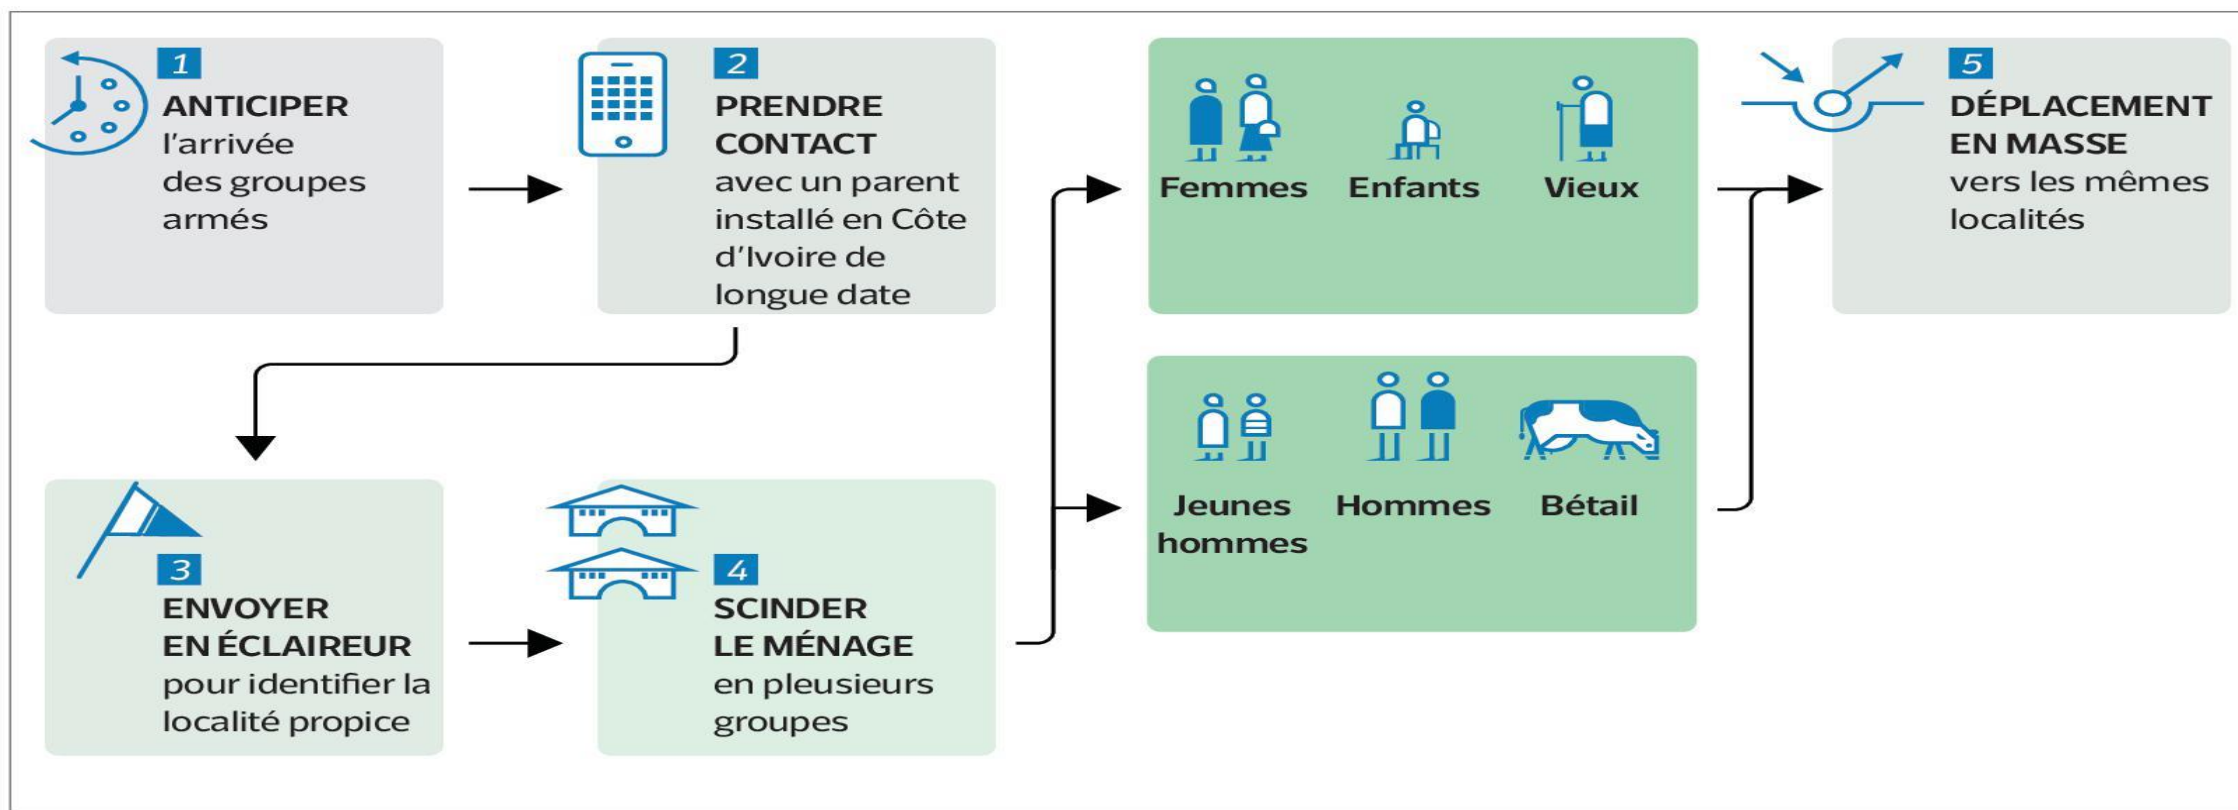 1
ANTICIPER
l'arrivée
des groupes
armés
2
PRENDRE
CONTACT
avec un parent
installé en Côte
d'Ivoire de
longue date
3
ENVOYER
EN ÉCLAIREUR
pour identifier la
localité propice
4
SCINDER
LE MÉNAGE
en pleusieurs
groupes
Femmes
Enfants
Vieux
Jeunes
hommes
Hommes
Bétail
5
DÉPLACEMENT
EN MASSE
vers les mêmes
localités